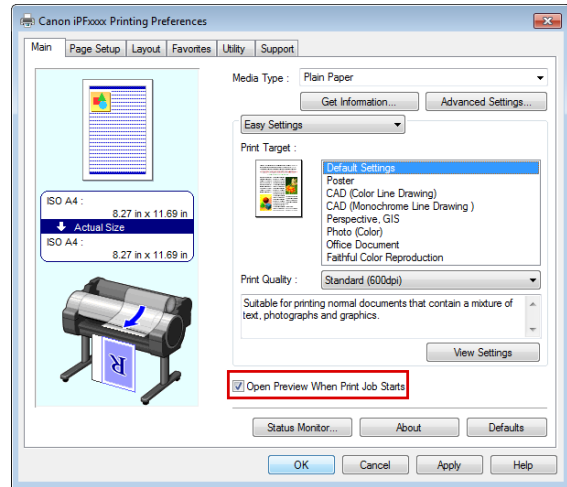 Canon iPFxxxx Printing Preferences
Main Page Setup Layout Favorites Utility Support
Media Type : Plain Paper
Get Information... Advanced Settings...
Easy Settings
Print Target :
Default Settings
Poster
CAD (Color Line Drawing)
CAD (Monochrome Line Drawing )
Perspective, GIS
Photo (Color)
Office Document
Faithful Color Reproduction
ISO A4 :
8.27 in x 11.69 in
Actual Size
ISO A4 :
8.27 in x 11.69 in
Print Quality : Standard (600dpi)
Suitable for printing normal documents that contain a mixture of
text, photographs and graphics.
View Settings
R
Open Preview When Print Job Starts
Status Monitor... About Defaults
OK Cancel Apply Help